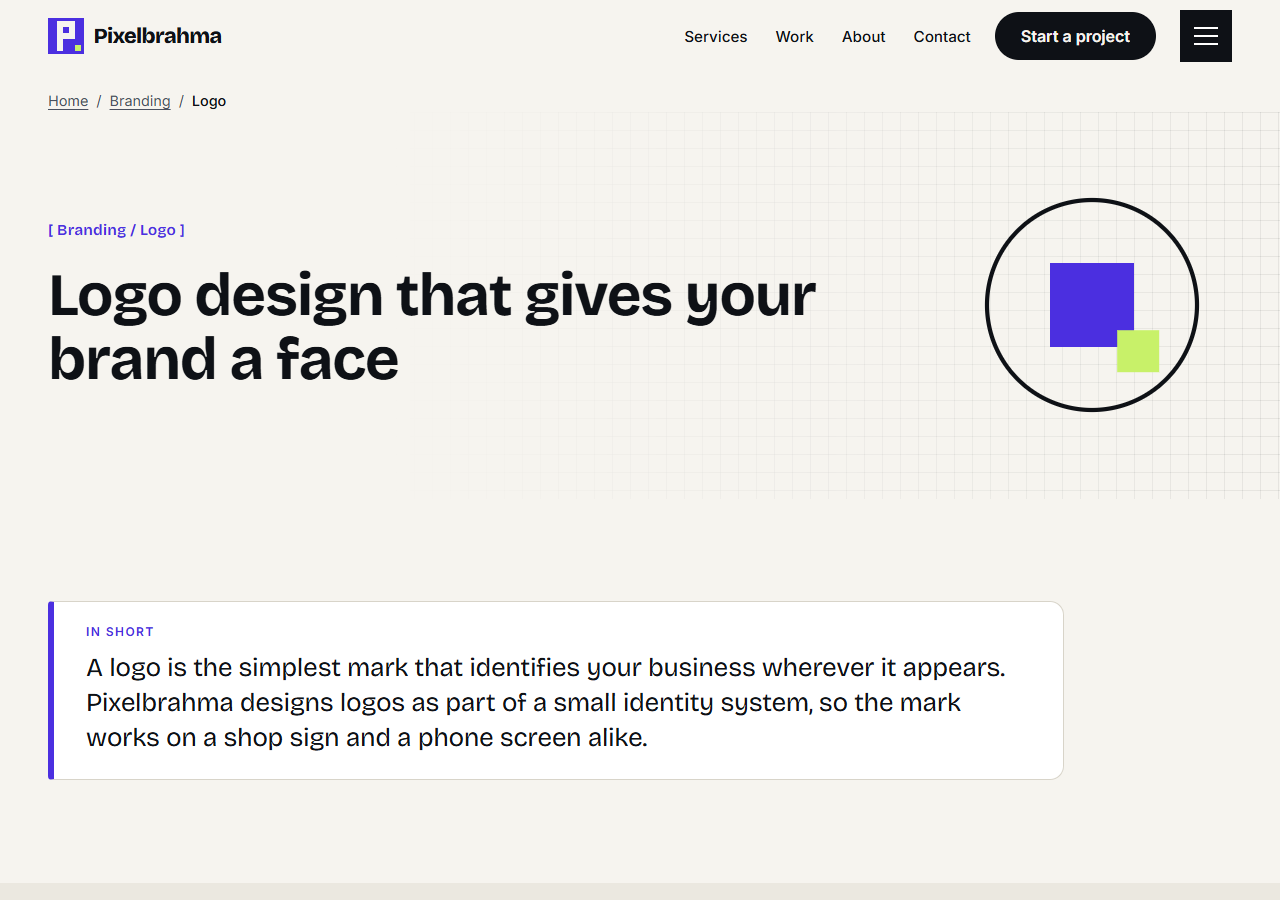 Pixelbrahma
Services
Work
About
Contact
Start a project
Home / Branding / Logo
[ Branding / Logo ]
Logo design that gives your
brand a face
IN SHORT
A logo is the simplest mark that identifies your business wherever it appears.
Pixelbrahma designs logos as part of a small identity system, so the mark
works on a shop sign and a phone screen alike.